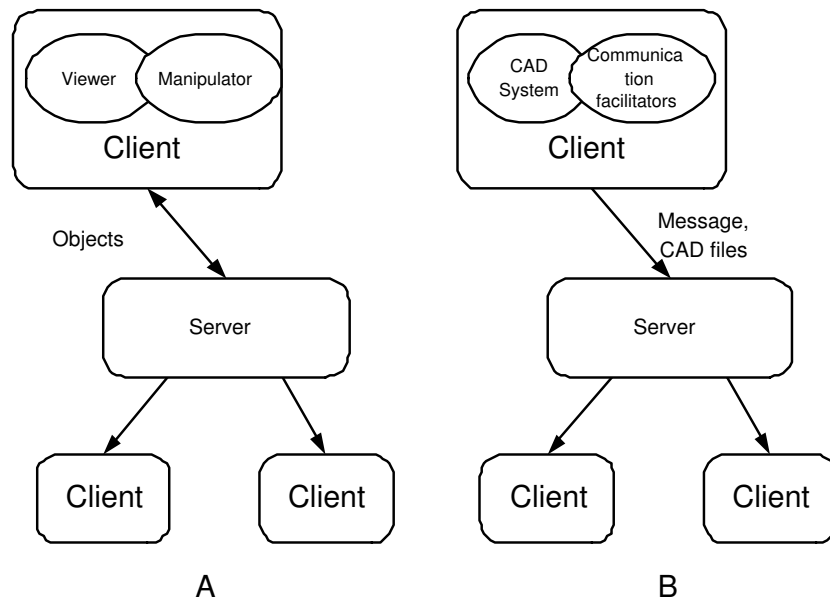 Viewer
Manipulator
Client
Objects
Server
Client
Client
A
CAD
System
Communica
tion
facilitators
Client
Message,
CAD files
Server
Client
Client
B